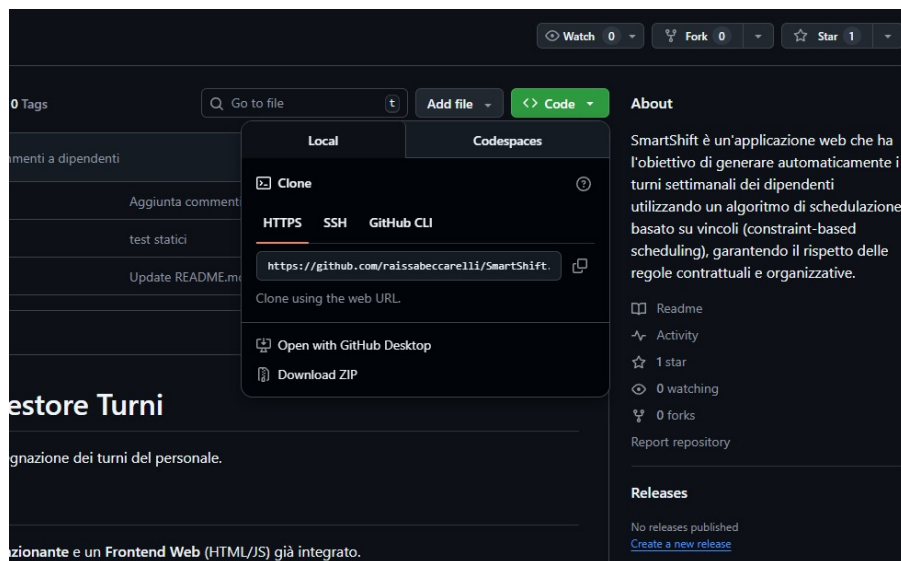 Watch 0
Fork 0
Star 1
0 Tags
Go to file
t
Add file
Code
About
Local
Codespaces
SmartShift è un'applicazione web che ha
l'obiettivo di generare automaticamente i
turni settimanali dei dipendenti
utilizzando un algoritmo di schedulazione
basato su vincoli (constraint-based
scheduling), garantendo il rispetto delle
regole contrattuali e organizzative.
menti a dipendenti
Aggiunta comment
test statici
Update README.m
Clone
HTTPS SSH GitHub CLI
https://github.com/raissabeccarelli/SmartShift.
Clone using the web URL.
Open with GitHub Desktop
Download ZIP
Readme
Activity
1 star
0 watching
0 forks
Report repository
estore Turni
egnazione dei turni del personale.
Releases
No releases published
Create a new release
zionante e un Frontend Web (HTML/JS) già integrato.